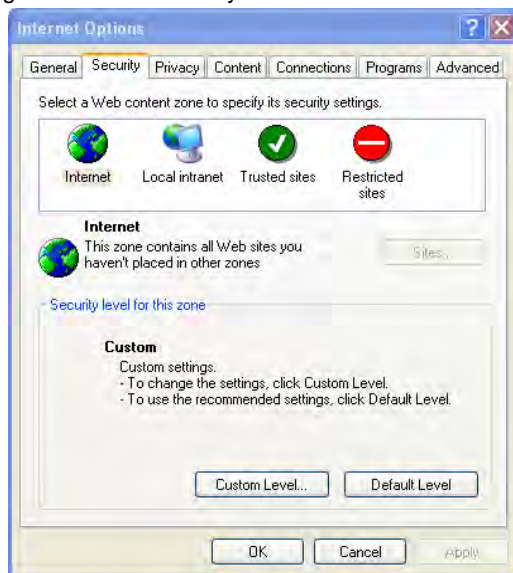 Internet Options
General Security Privacy Content Connections Programs Advanced
Select a Web content zone to specify its security settings.
Internet Local intranet Trusted sites Restricted sites
Internet
This zone contains all Web sites you
haven't placed in other zones
Sites...
Security level for this zone
Custom
Custom settings.
- To change the settings, click Custom Level.
- To use the recommended settings, click Default Level.
Custom Level... Default Level
OK Cancel Apply